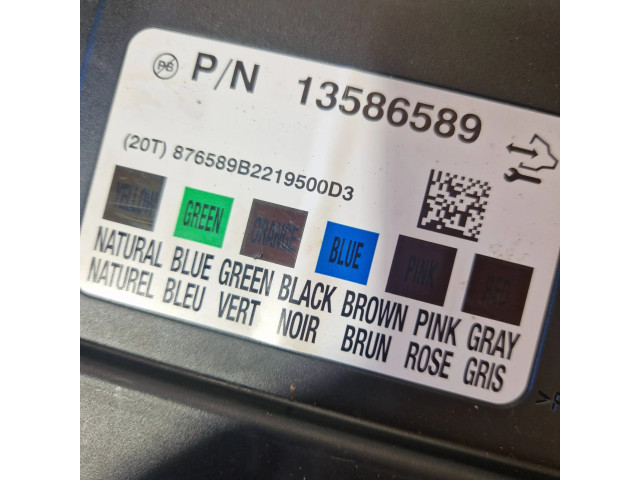 Pb P/N 13586589
(20T) 876589B2219500D3
YELLOW GREEN ORANGE BLUE PINK RED
NATURAL BLUE GREEN BLACK BROWN PINK GRAY
NATUREL BLEU VERT NOIR BRUN ROSE GRIS